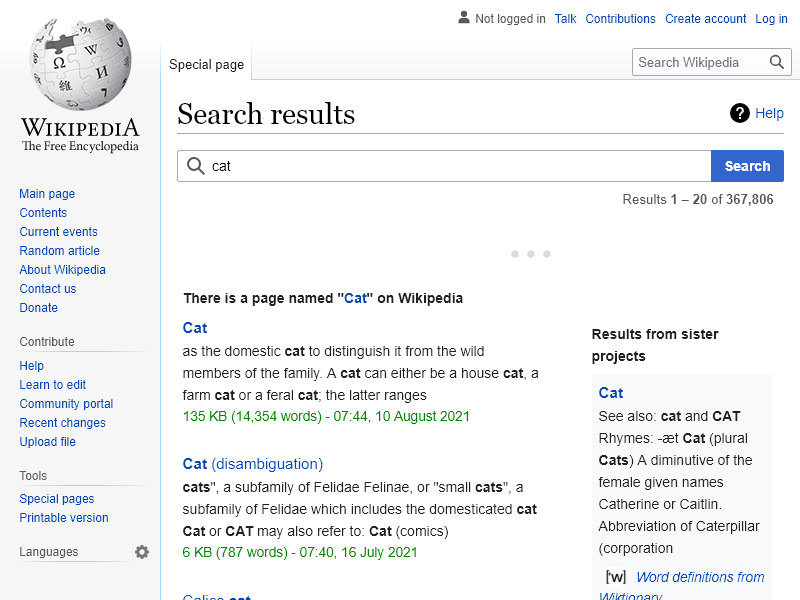 Not logged in Talk Contributions Create account Log in
Special page
Search Wikipedia
WIKIPEDIA
The Free Encyclopedia
Main page
Contents
Current events
Random article
About Wikipedia
Contact us
Donate
Contribute
Help
Learn to edit
Community portal
Recent changes
Upload file
Tools
Special pages
Printable version
Languages
Search results
Help
cat
Search
Results 1 – 20 of 367,806
There is a page named "Cat" on Wikipedia
Cat
as the domestic cat to distinguish it from the wild
members of the family. A cat can either be a house cat, a
farm cat or a feral cat; the latter ranges
135 KB (14,354 words) - 07:44, 10 August 2021
Cat (disambiguation)
cats", a subfamily of Felidae Felinae, or "small cats", a
subfamily of Felidae which includes the domesticated cat
Cat or CAT may also refer to: Cat (comics)
6 KB (787 words) - 07:40, 16 July 2021
Calico cat
Results from sister
projects
Cat
See also: cat and CAT
Rhymes: -æt Cat (plural
Cats) A diminutive of the
female given names
Catherine or Caitlin.
Abbreviation of Caterpillar
(corporation
['w] Word definitions from
Wiktionary